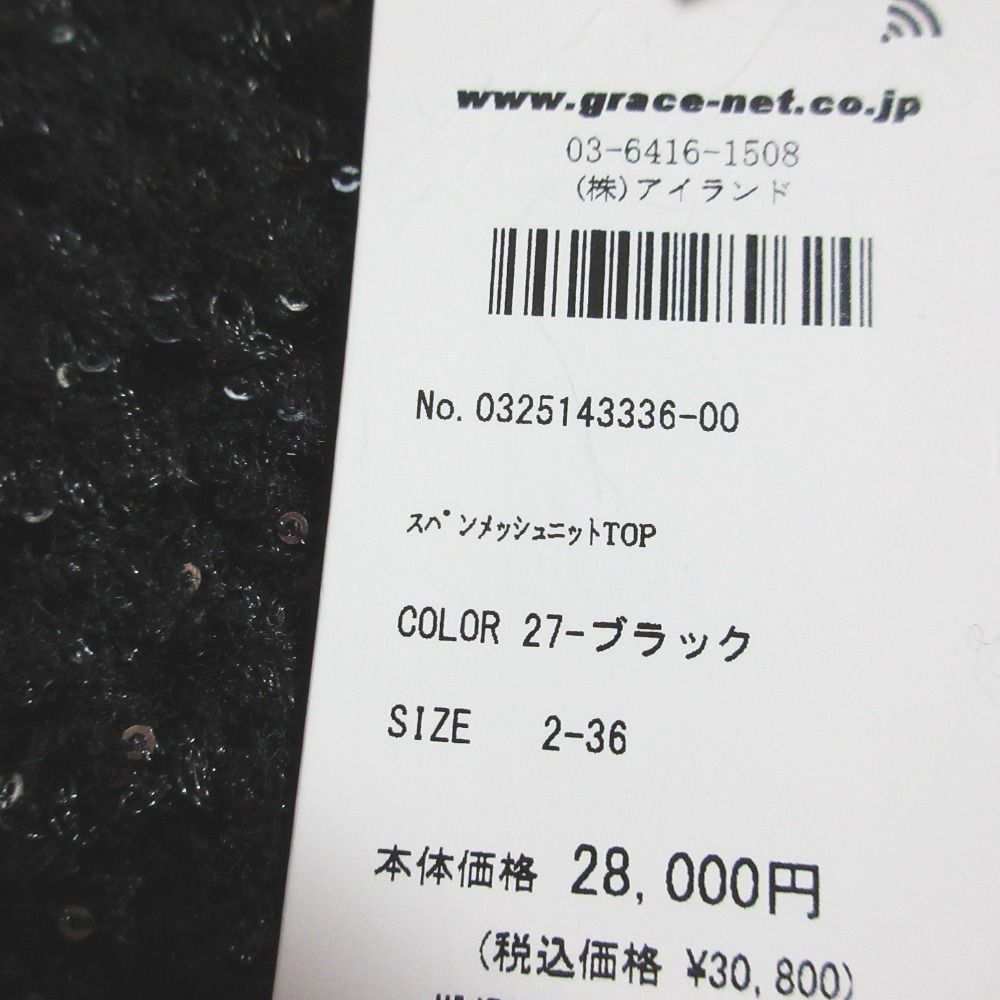 www.grace-net.co.jp
03-6416-1508
(株)アイランド
No. 0325143336-00
スパンメッシュニットTOP
COLOR 27-ブラック
SIZE 2-36
本体価格 28,000円
(税込価格 ¥30,800)